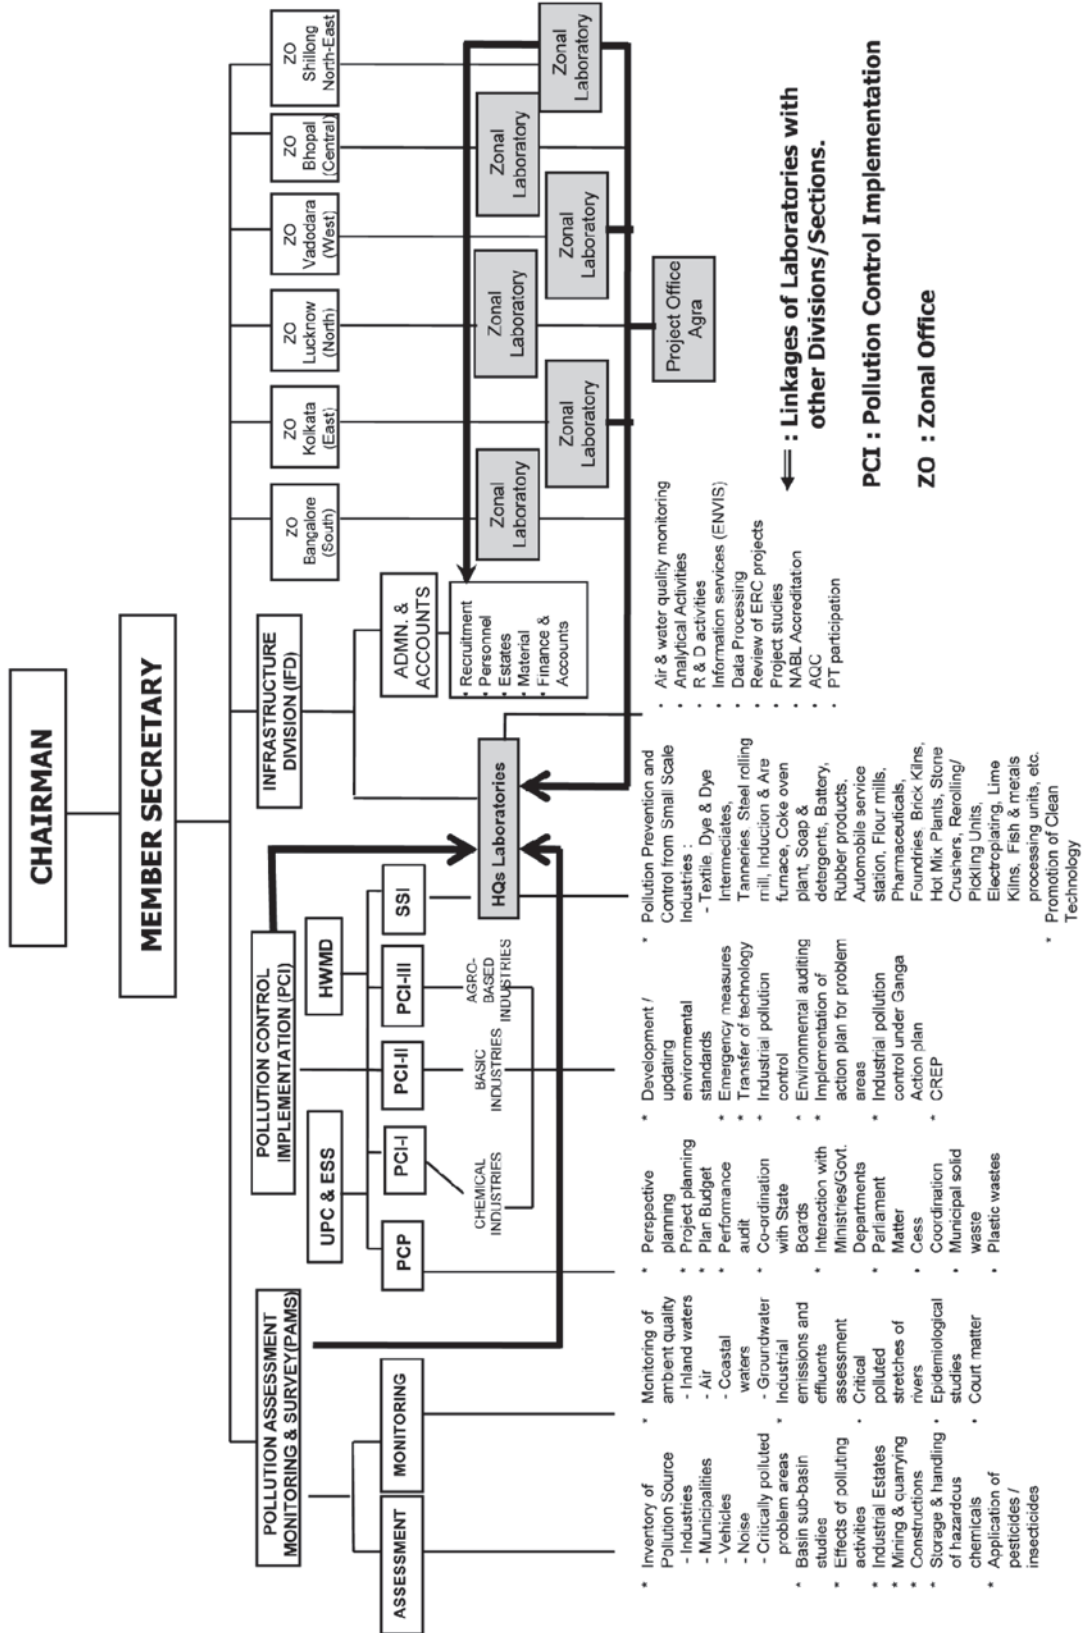 CHAIRMAN
MEMBER SECRETARY
POLLUTION ASSESSMENT
MONITORING & SURVEY(PAMS)
POLLUTION CONTROL
IMPLEMENTATION (PCI)
INFRASTRUCTURE
DIVISION (IFD)
ZO
Bangalore
(South)
ZO
Kolkata
(East)
ZO
Lucknow
(North)
ZO
Vadodara
(West)
ZO
Bhopal
(Central)
ZO
Shillong
North-East
UPC & ESS
HWMD
ASSESSMENT
MONITORING
PCP
PCI-I
PCI-II
PCI-III
SSI
ADMN. &
ACCOUNTS
CHEMICAL
INDUSTRIES
BASIC
INDUSTRIES
AGRO-
BASED
INDUSTRIES
HQs Laboratories
• Recruitment
• Personnel
• Estates
• Material
• Finance &
Accounts
Zonal
Laboratory
Zonal
Laboratory
Zonal
Laboratory
Zonal
Laboratory
Zonal
Laboratory
Zonal
Laboratory
Project Office
Agra
* Inventory of
Pollution Source
- Industries
- Municipalities
- Vehicles
- Noise
- Critically polluted
problem areas
* Basin sub-basin
studies
* Effects of polluting
activities
* Industrial Estates
* Mining & quarrying
* Constructions
* Storage & handling
of hazardcus
chemicals
* Application of
pesticides /
insecticides
* Mcnitoring of
ambient quality
- Inland waters
- Air
- Coastal
waters
- Groundwater
* Industrial
emissions and
effluents
assessment
• Critical
polluted
stretches of
rivers
• Epidemiological
studies
• Court matter
* Perspective
planning
* Project planning
* Plan Budget
* Performance
audit
* Co-ordination
with State
Boards
* Interaction with
Ministries/Govt.
Departments
* Parliament
Matter
• Cess
Coordination
• Municipal solid
waste
• Plastic wastes
* Development /
updating
environmental
standards
* Emergency measures
* Transfer of technology
* Industrial pollution
control
* Environmental auditing
* Implementation of
action plan for problem
areas
* Industrial pollution
control under Ganga
Action plan
* CREP
* Pollution Prevention and
Control from Small Scale
Industries :
- Textile. Dye & Dye
Intermediates,
Tanneries. Steel rolling
mill, Induction & Are
furnace, Coke oven
plant, Soap &
detergents, Battery,
Rubber products,
Automobile service
station, Flour mills,
Pharmaceuticals,
Foundries. Brick Kilns,
Hot Mix Plants, Stone
Crushers, Rerolling/
Pickling Units,
Electroplating, Lime
Kilns. Fish & metals
processing units, etc.
* Promotion of Clean
Technology
• Air & water quality monitoring
• Analytical Activities
• R & D activities
• Information services (ENVIS)
• Data Processing
• Review of ERC projects
• Project studies
• NABL Accreditation
• AQC
• PT participation
: Linkages of Laboratories with
other Divisions/Sections.
PCI : Pollution Control Implementation
ZO : Zonal Office